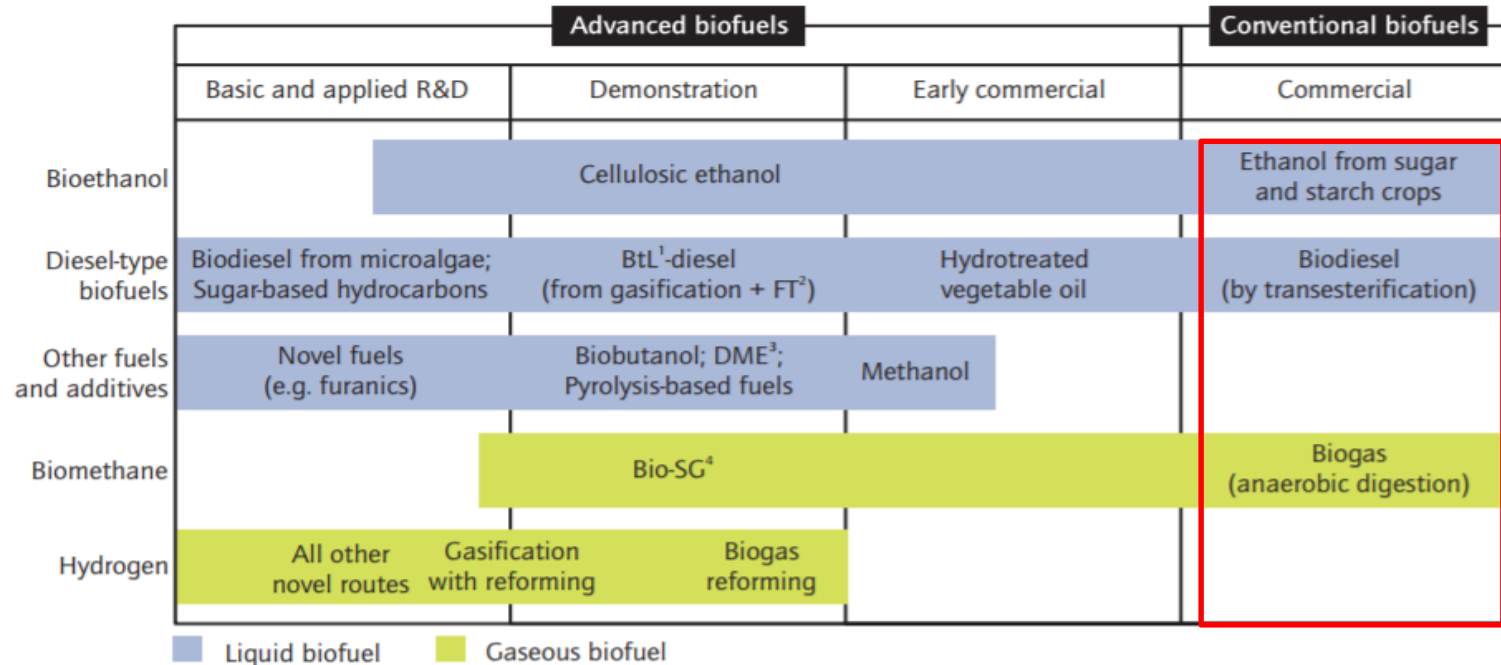 Advanced biofuels
Conventional biofuels
Basic and applied R&D
Demonstration
Early commercial
Commercial
Bioethanol
Cellulosic ethanol
Ethanol from sugar
and starch crops
Diesel-type
biofuels
Biodiesel from microalgae;
Sugar-based hydrocarbons
BtL¹-diesel
(from gasification + FT²)
Hydrotreated
vegetable oil
Biodiesel
(by transesterification)
Other fuels
and additives
Novel fuels
(e.g. furanics)
Biobutanol; DME³;
Pyrolysis-based fuels
Methanol
Biomethane
Bio-SG⁴
Biogas
(anaerobic digestion)
Hydrogen
All other
novel routes
Gasification
with reforming
Biogas
reforming
Liquid biofuel
Gaseous biofuel